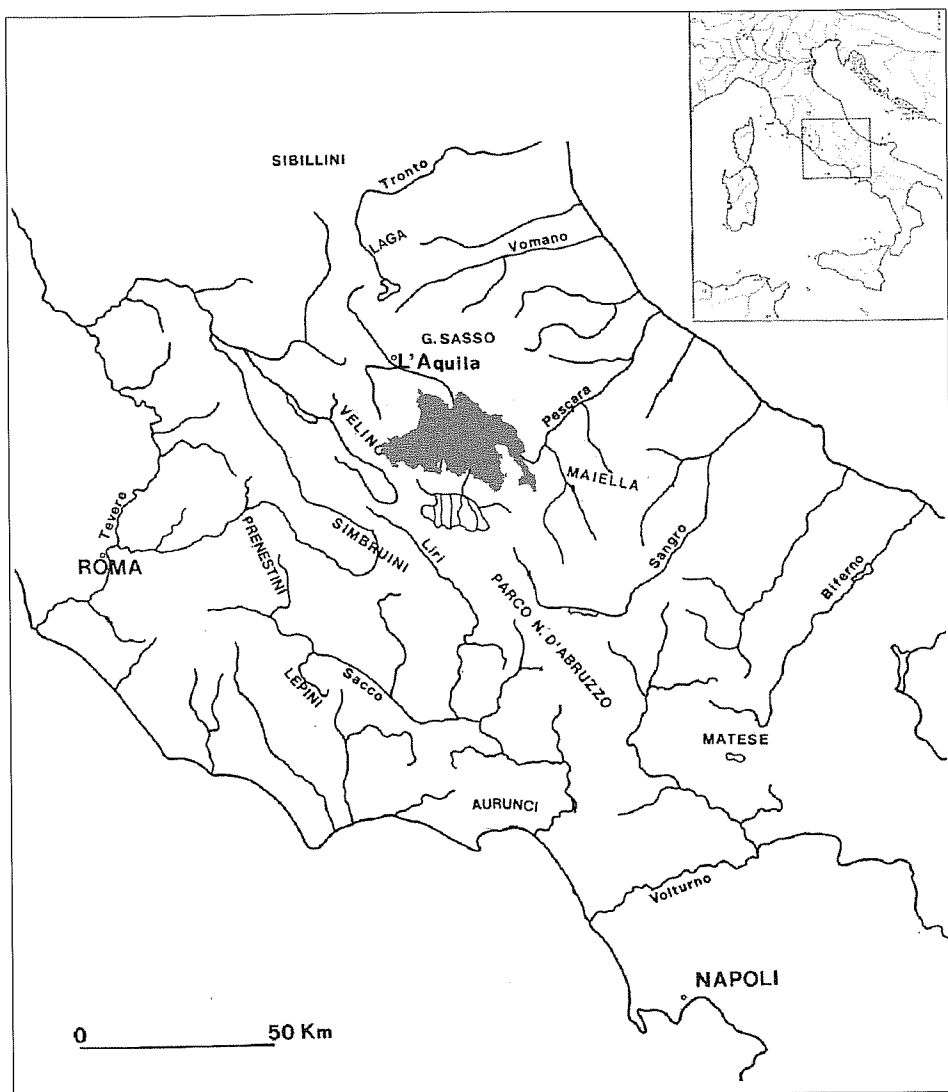 SIBILLINI
Tronto
LAGA
Vomano
G. SASSO
L'Aquila
Pescara
VELINO
MAIELLA
Tevere
SIMBRUINI
Liri
Sangro
PRENESTINI
ROMA
PARCO N. D'ABRUZZO
Biferno
Sacco
LEPINI
MATESE
AURUNCI
Volturno
NAPOLI
0 50 Km